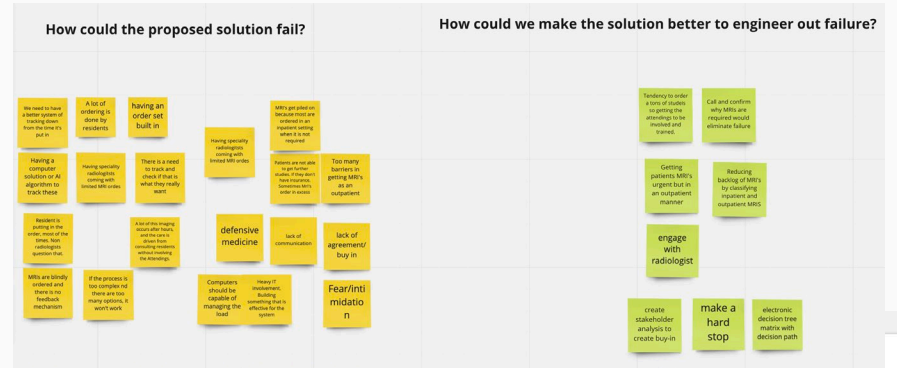 How could the proposed solution fail?
How could we make the solution better to engineer out failure?
We need to have
a better system of
tracking down
from the time it's
put in
A lot of
ordering is
done by
residents
having an
order set
built in
Having speciality
radiologists
coming with
limited MRI ordes
MRI's get piled on
because most are
ordered in an
inpatient setting
when it is not
required
Having a
computer
solution or AI
algorithm to
track these
Having speciality
radiologists
coming with
limited MRI ordes
There is a need
to track and
check if that is
what they really
want
Patients are not able
to get further
studies. If they don't
have insurance.
Sometimes MrI's
order in excess
Too many
barriers in
getting MRI's
as an
outpatient
Resident is
putting in the
order, most of the
times. Non
radiologists
question that.
A lot of this imaging
occurs after hours,
and the care is
driven from
consulting residents
without involving
the Attendings.
defensive
medicine
lack of
communication
lack of
agreement/
buy in
MRIs are blindly
ordered and
there is no
feedback
mechanism
If the process is
too complex nd
there are too
many options, it
won't work
Computers
should be
capable of
managing the
load
Heavy IT
involvement,
Building
something that is
effective for the
system
Fear/inti
midatio
n
Tendency to order
a tons of studeis
so getting the
attendings to be
involved and
trained.
Call and confirm
why MRIs are
required would
eliminate failure
Getting
patients MRI's
urgent but in
an outpatient
manner
Reducing
backlog of MRI's
by classifying
inpatient and
outpatient MRIS
engage
with
radiologist
create
stakeholder
analysis to
create buy-in
make a
hard
stop
electronic
decision tree
matrix with
decision path